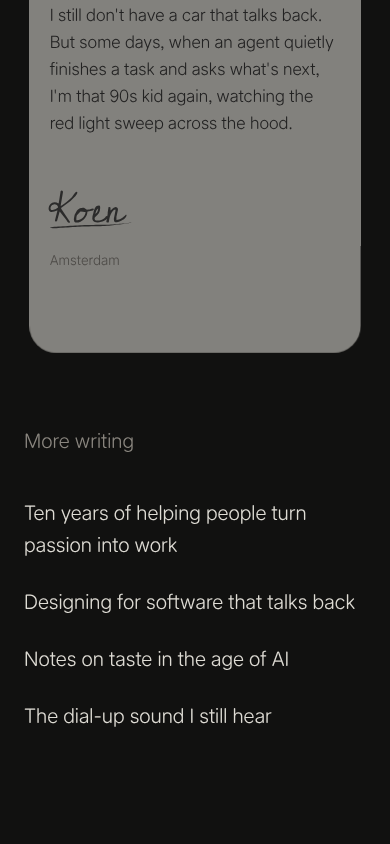 I still don't have a car that talks back.
But some days, when an agent quietly
finishes a task and asks what's next,
I'm that 90s kid again, watching the
red light sweep across the hood.
Koen
Amsterdam
More writing
Ten years of helping people turn
passion into work
Designing for software that talks back
Notes on taste in the age of AI
The dial-up sound I still hear